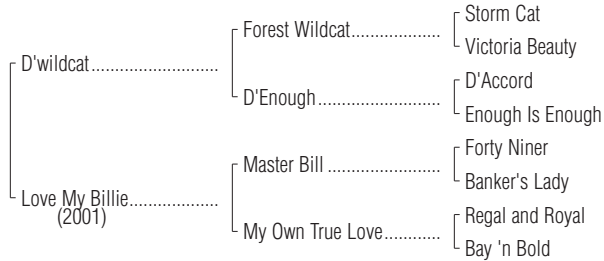 Storm Cat
Forest Wildcat....................
Victoria Beauty
D'wildcat.............................
D'Accord
D'Enough............................
Enough Is Enough
Forty Niner
Master Bill .........................
Banker's Lady
Love My Billie....................
(2001)
Regal and Royal
My Own True Love.............
Bay 'n Bold